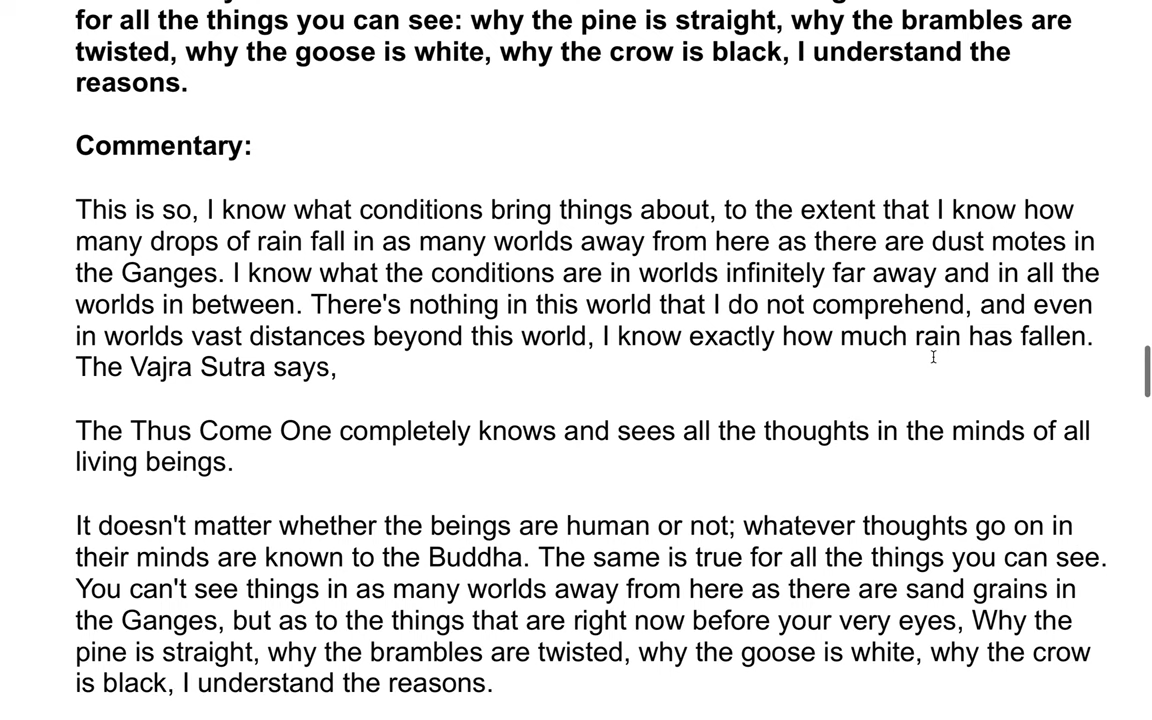 for all the things you can see: why the pine is straight, why the brambles are
twisted, why the goose is white, why the crow is black, I understand the
reasons.
Commentary:
This is so, I know what conditions bring things about, to the extent that I know how
many drops of rain fall in as many worlds away from here as there are dust motes in
the Ganges. I know what the conditions are in worlds infinitely far away and in all the
worlds in between. There's nothing in this world that I do not comprehend, and even
in worlds vast distances beyond this world, I know exactly how much rain has fallen.
The Vajra Sutra says,
The Thus Come One completely knows and sees all the thoughts in the minds of all
living beings.
It doesn't matter whether the beings are human or not; whatever thoughts go on in
their minds are known to the Buddha. The same is true for all the things you can see.
You can't see things in as many worlds away from here as there are sand grains in
the Ganges, but as to the things that are right now before your very eyes, Why the
pine is straight, why the brambles are twisted, why the goose is white, why the crow
is black, I understand the reasons.